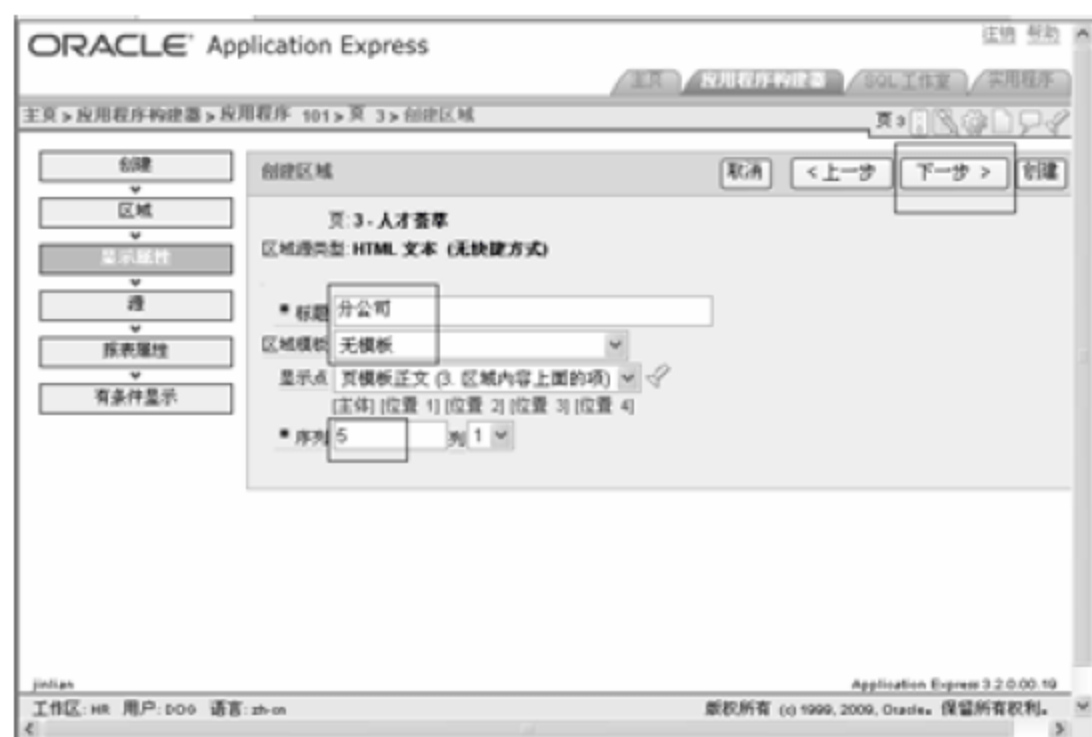 ORACLE Application Express
注销 帮助
主页 应用程序构建器 SQL 工作室 实用程序
主页 > 应用程序构建器 > 应用程序 101 > 页 3 > 创建区域
页 3
创建
区域
显示属性
源
报表属性
有条件显示
创建区域
取消 < 上一步 下一步 > 创建
页: 3 - 人才荟萃
区域源类型: HTML 文本 (无快捷方式)
* 标题 分公司
区域模板 无模板
显示点 页模板正文 (3. 区域内容上面的项)
[主体] [位置 1] [位置 2] [位置 3] [位置 4]
* 序列 5 列 1
jinlian
Application Express 3.2.0.00.19
工作区: HR 用户: DOG 语言: zh-cn
版权所有 (c) 1999, 2009, Oracle。保留所有权利。